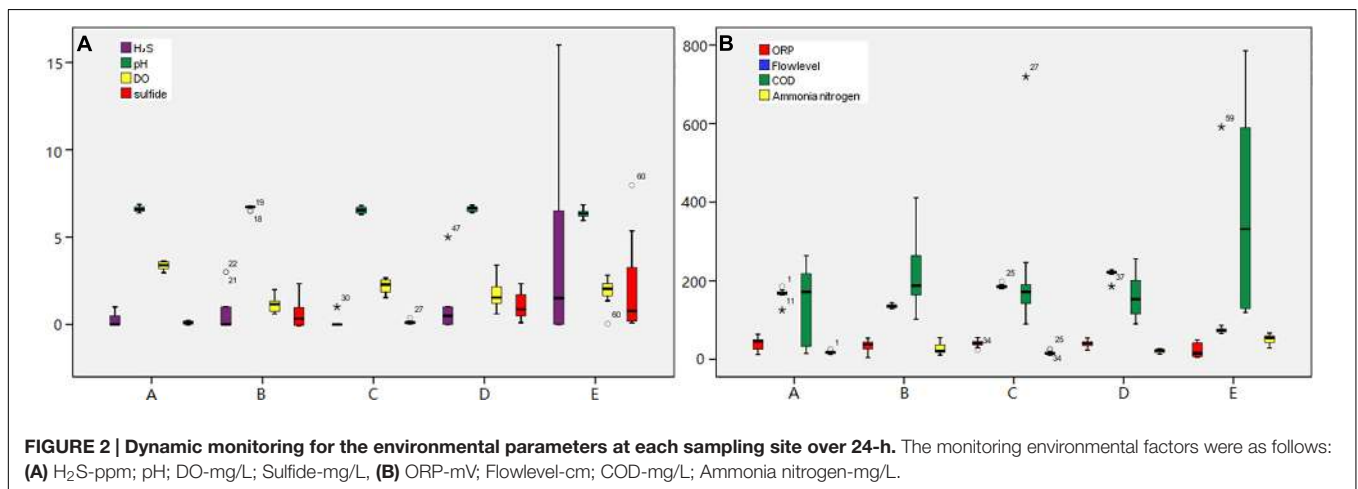 A
H₂S
pH
DO
sulfide
15
10
5
0
22
21
19
18
30
27
47
60
60
A B C D E
B
ORP
Flowlevel
COD
Ammonia nitrogen
800
600
400
200
0
1
11
1
27
25
34
25
34
37
59
A B C D E
FIGURE 2 | Dynamic monitoring for the environmental parameters at each sampling site over 24-h. The monitoring environmental factors were as follows:
(A) H₂S-ppm; pH; DO-mg/L; Sulfide-mg/L, (B) ORP-mV; Flowlevel-cm; COD-mg/L; Ammonia nitrogen-mg/L.